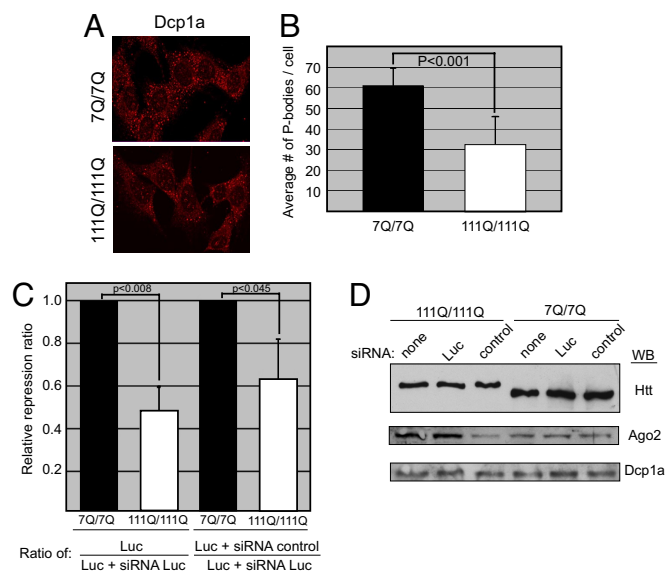 A
Dcp1a
7Q/7Q
111Q/111Q
B
Average # of P-bodies / cell
70
60
50
40
30
20
10
P<0.001
7Q/7Q
111Q/111Q
C
Relative repression ratio
1.0
0.8
0.6
0.4
0.2
p<0.008
p<0.045
7Q/7Q
111Q/111Q
7Q/7Q
111Q/111Q
Ratio of:
Luc
Luc + siRNA Luc
Luc + siRNA control
Luc + siRNA Luc
D
111Q/111Q
7Q/7Q
siRNA:
none
Luc
control
none
Luc
control
WB
Htt
Ago2
Dcp1a